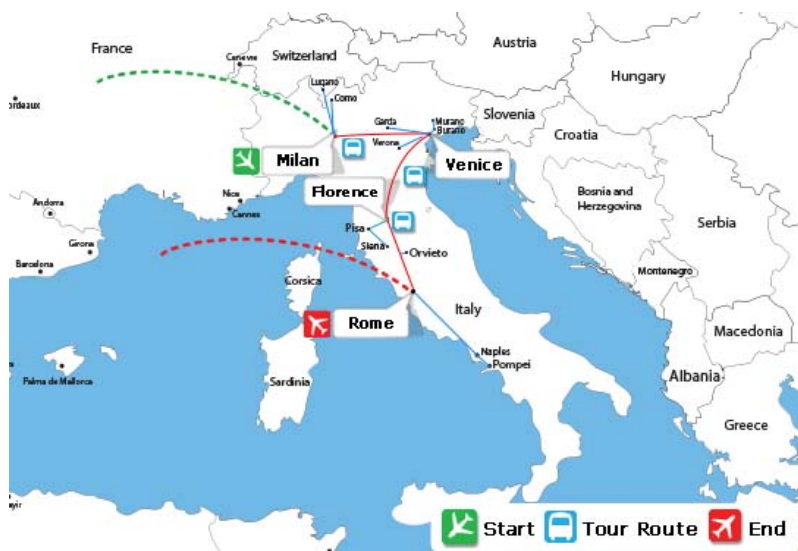 Austria
France
Switzerland
Genevie
Hungary
Lugano
Como
Slovenia
Garda
Murano
Burano
Croatia
Verona
Milan
Venice
Florence
Bosnia and
Herzegovina
Nice
Cannes
Andorra
Serbia
Pisa
Girona
Siena
Orvieto
Barcelona
Montenegro
Corsica
Italy
Rome
Macedonia
Naples
Pompei
Albania
Palma de Mallorca
Sardinia
Greece
Start
Tour Route
End